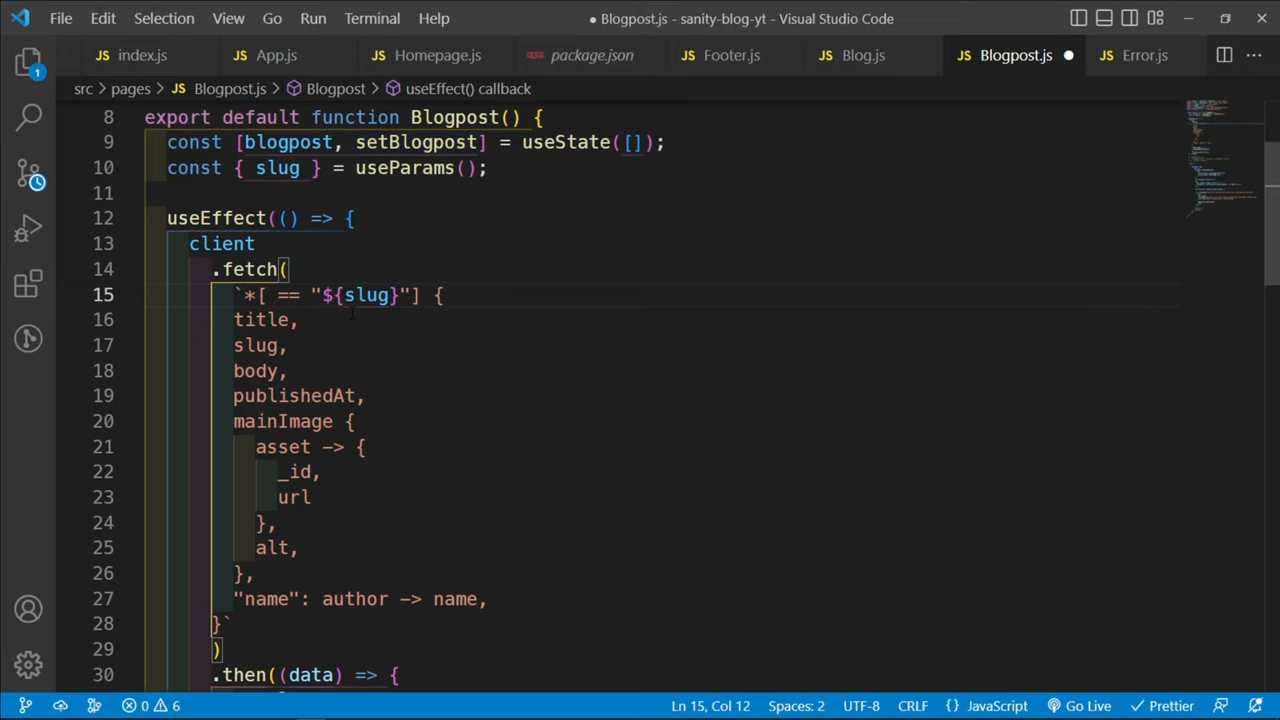 File Edit Selection View Go Run Terminal Help
● Blogpost.js - sanity-blog-yt - Visual Studio Code
JS index.js JS App.js JS Homepage.js package.json JS Footer.js JS Blog.js JS Blogpost.js ● JS Error.js
src > pages > JS Blogpost.js > Blogpost > useEffect() callback
1
8 export default function Blogpost() {
9 const [blogpost, setBlogpost] = useState([]);
10 const { slug } = useParams();
11
12 useEffect(() => {
13 client
14 .fetch(
15 `*[ == "${slug}"] {
16 title,
17 slug,
18 body,
19 publishedAt,
20 mainImage {
21 asset -> {
22 _id,
23 url
24 },
25 alt,
26 },
27 "name": author -> name,
28 }`
29 )
30 .then((data) => {
0 6 Ln 15, Col 12 Spaces: 2 UTF-8 CRLF JavaScript Go Live Prettier